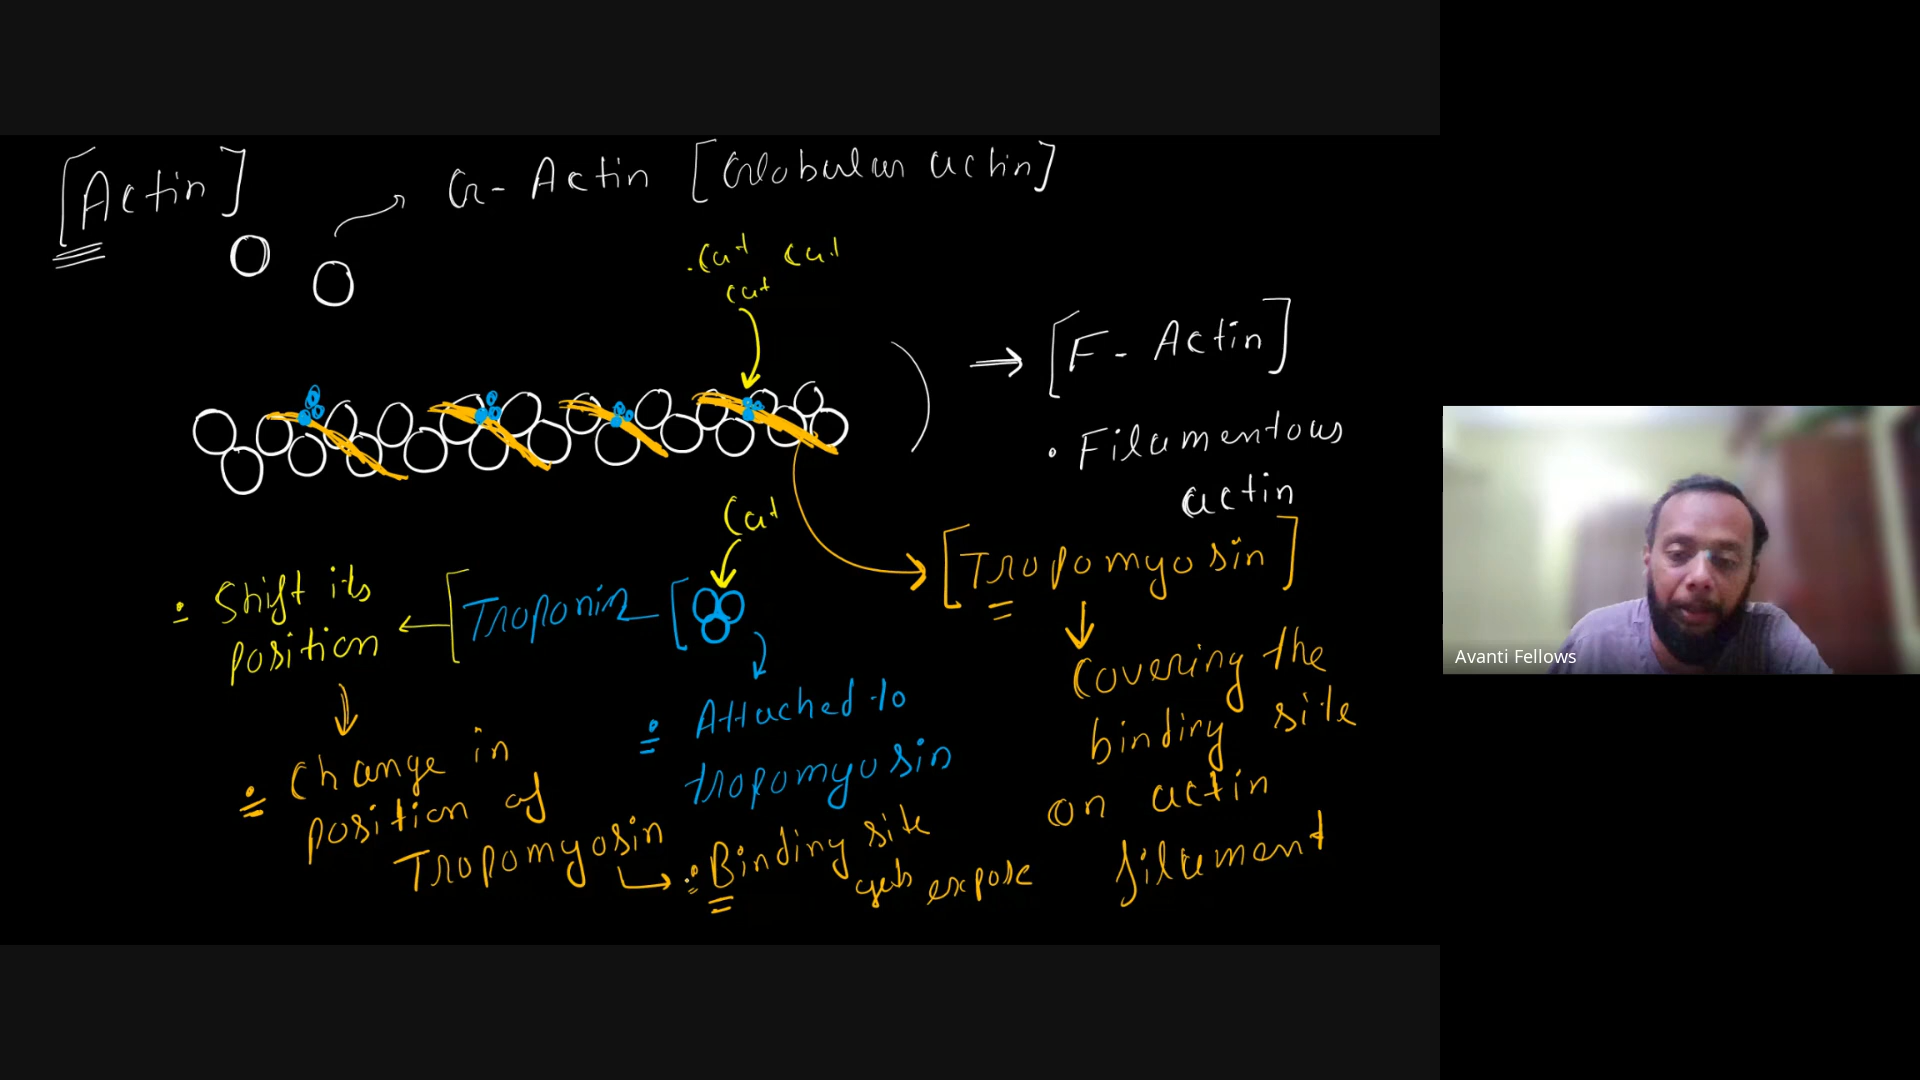 [Actin]
G-Actin [Globular actin]
Ca+ Ca+
Ca+
⇒ [F-Actin]
• Filamentous
actin
Ca+
[Tropomyosin]
Covering the
binding site
on actin
filament
[Troponin - [
Shift its
position
Attached to
tropomyosin
Change in
position of
Tropomyosin
Binding site
gets expose
Avanti Fellows